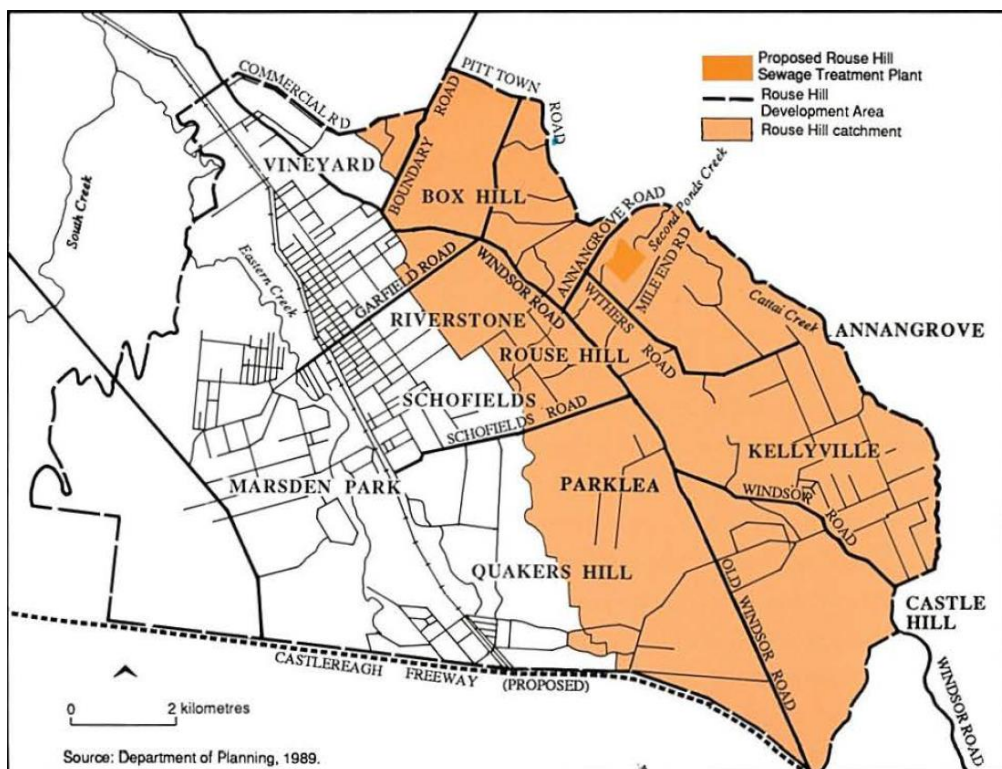 Proposed Rouse Hill
Sewage Treatment Plant
Rouse Hill
Development Area
Rouse Hill catchment
COMMERCIAL RD
PITT TOWN
ROAD
BOUNDARY ROAD
VINEYARD
BOX HILL
South Creek
Eastern Creek
ANNANGROVE ROAD
Second Ponds Creek
MILE END RD
GARFIELD ROAD
WINDSOR ROAD
WITHERS
ROAD
Cattai Creek
ANNANGROVE
RIVERSTONE
ROUSE HILL
SCHOFIELDS
SCHOFIELDS ROAD
KELLYVILLE
MARSDEN PARK
PARKLEA
WINDSOR
ROAD
QUAKERS HILL
OLD WINDSOR ROAD
CASTLE
HILL
WINDSOR ROAD
CASTLEREAGH FREEWAY (PROPOSED)
0 2 kilometres
Source: Department of Planning, 1989.